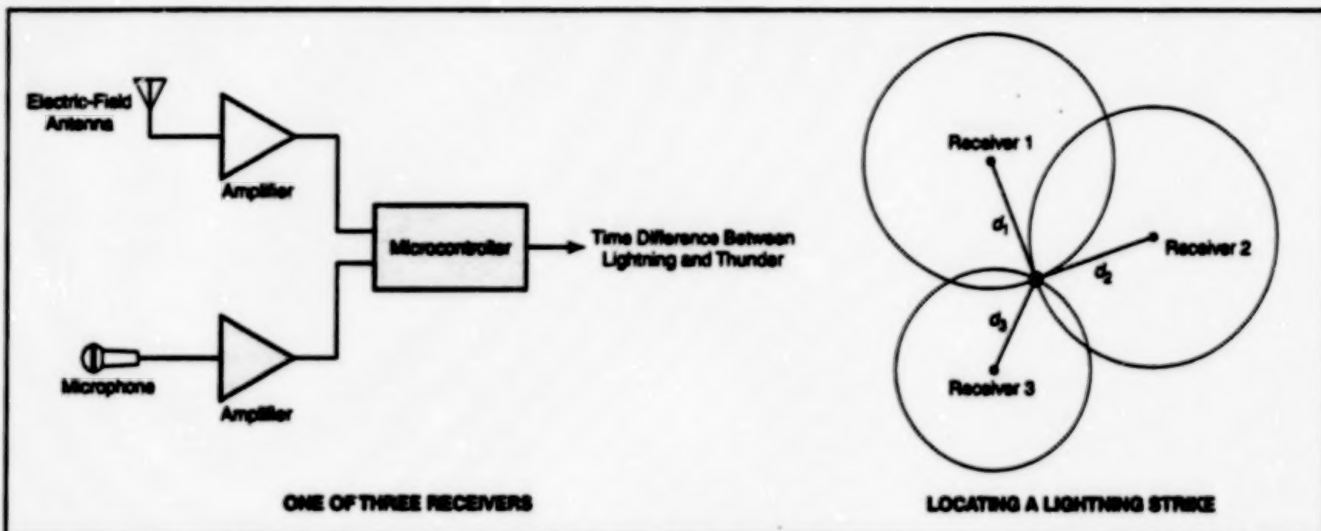 Electric-Field
Antenna
Amplifier
Microcontroller
Time Difference Between
Lightning and Thunder
Microphone
Amplifier
ONE OF THREE RECEIVERS
Receiver 1
d1
Receiver 2
d2
d3
Receiver 3
LOCATING A LIGHTNING STRIKE